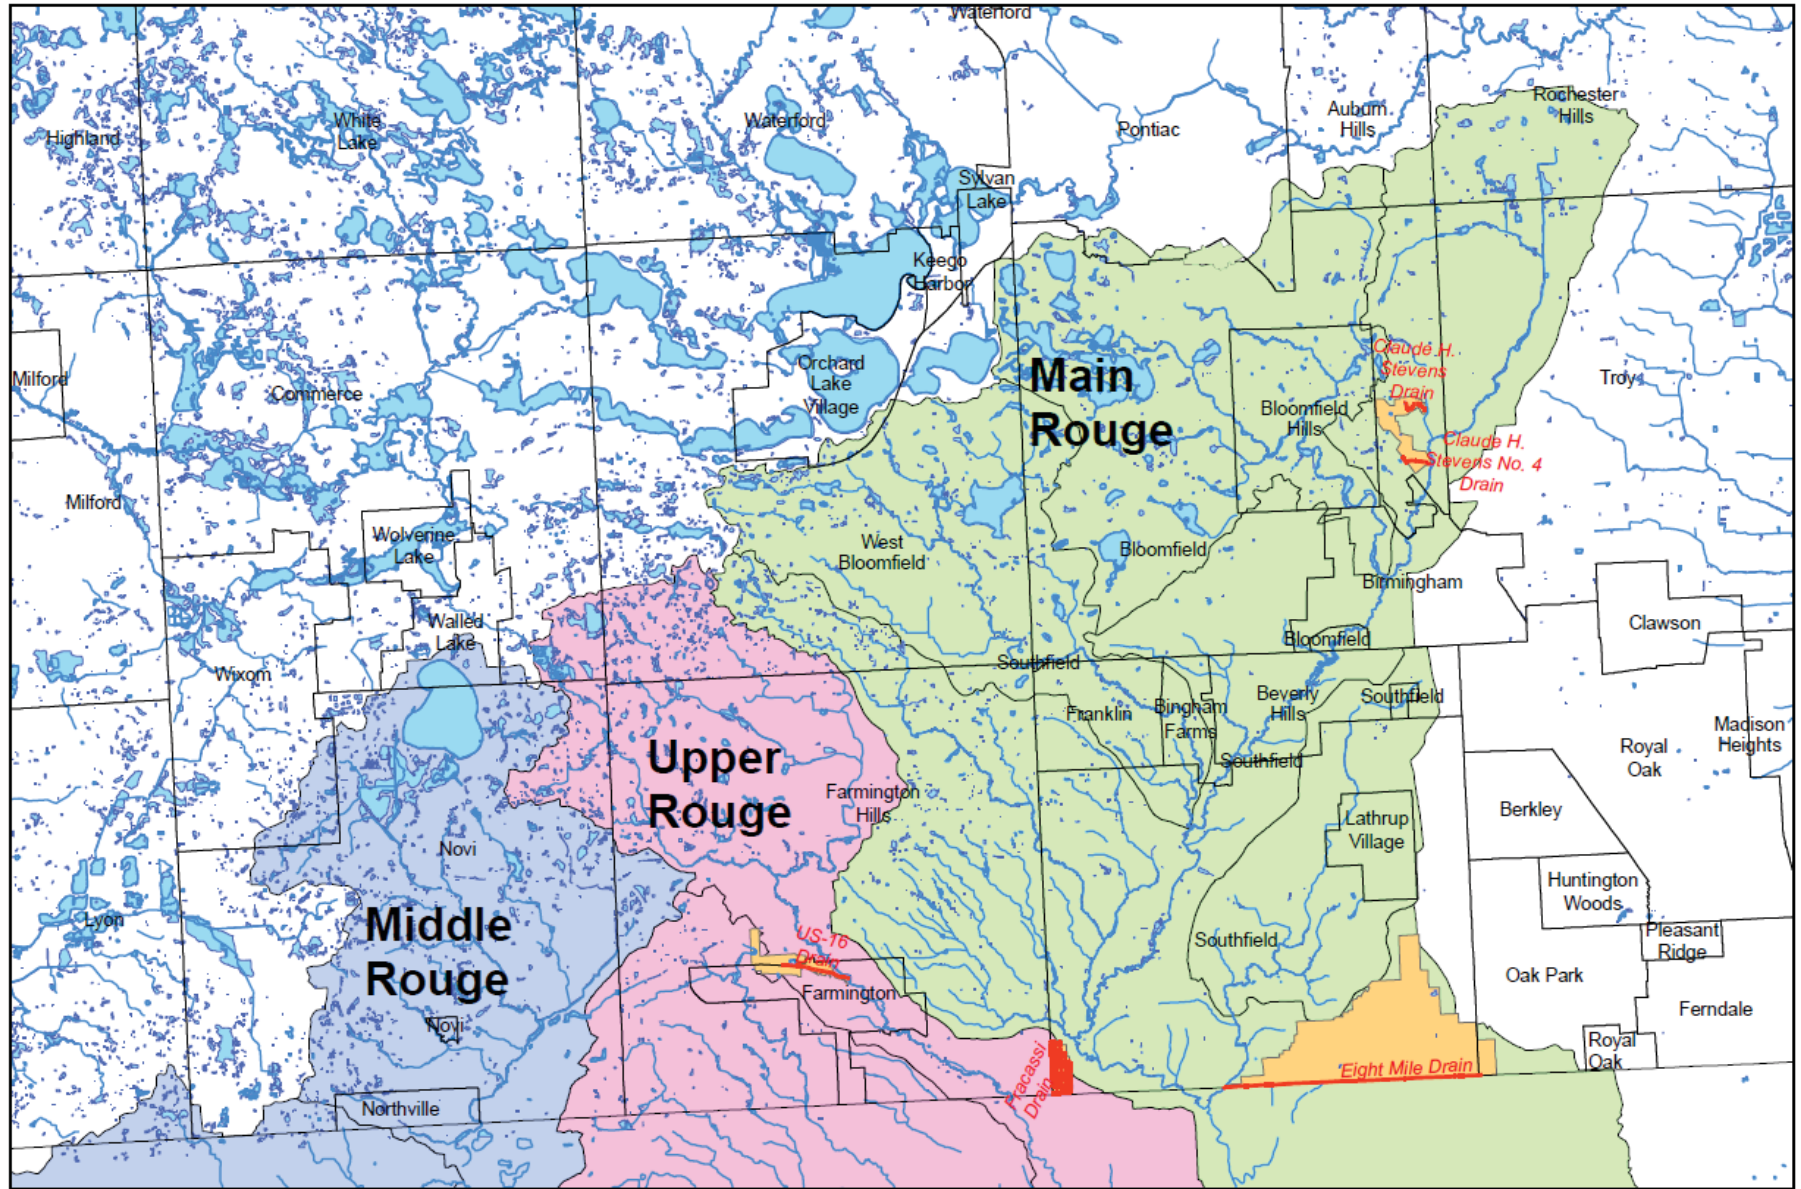 Waterford
Rochester
Hills
Auburn
Hills
Highland
White
Lake
Waterford
Pontiac
Sylvan
Lake
Keego
Harbor
Milford
Commerce
Orchard
Lake
Village
Main
Rouge
Bloomfield
Hills
Claude H.
Stevens
Drain
Troy
Claude H.
Stevens No. 4
Drain
Milford
Wolverine
Lake
West
Bloomfield
Bloomfield
Birmingham
Walled
Lake
Clawson
Wixom
Southfield
Bloomfield
Franklin
Bingham
Farms
Beverly
Hills
Southfield
Southfield
Madison
Heights
Royal
Oak
Upper
Rouge
Farmington
Hills
Berkley
Lathrup
Village
Novi
Huntington
Woods
Lyon
Middle
Rouge
US-16
Drain
Southfield
Pleasant
Ridge
Oak Park
Farmington
Ferndale
Novi
Royal
Oak
Pracassi
Drain
Eight Mile Drain
Northville